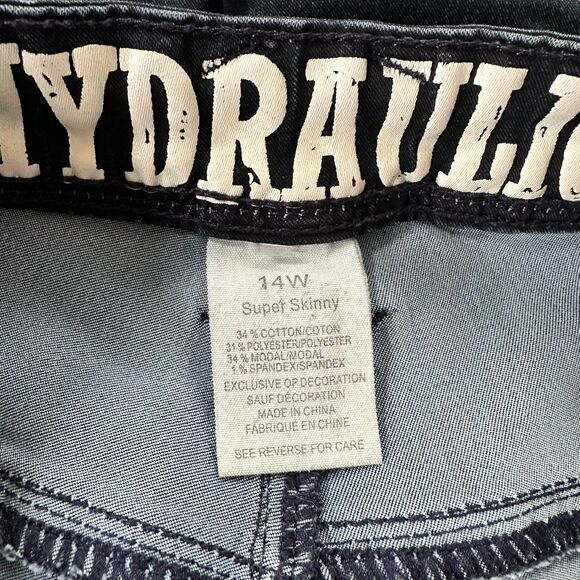 HYDRAULIC
14W
Super Skinny
34 % COTTON/COTON
31 % POLYESTER/POLYESTER
34 % MODAL/MODAL
1 % SPANDEX/SPANDEX
EXCLUSIVE OF DECORATION
SAUF DÉCORATION
MADE IN CHINA
FABRIQUÉ EN CHINE
SEE REVERSE FOR CARE